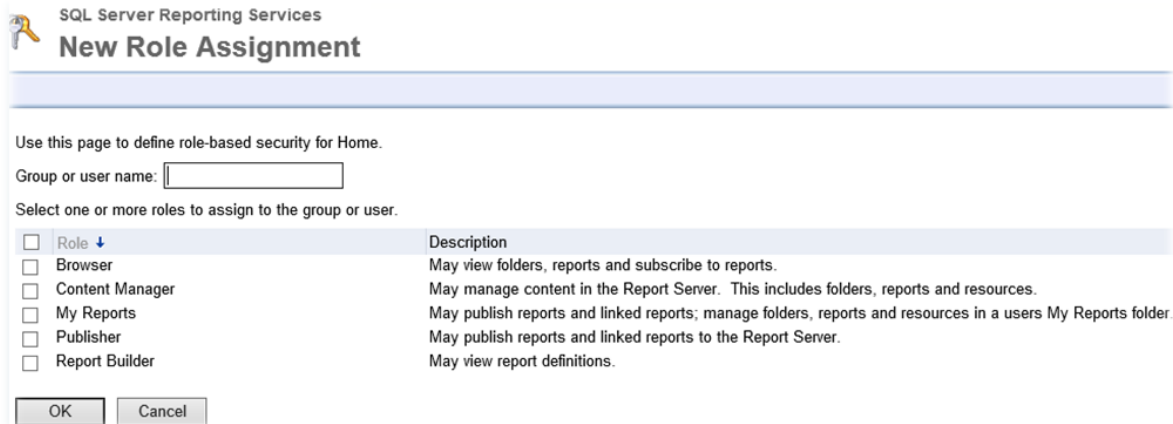 SQL Server Reporting Services
New Role Assignment
Use this page to define role-based security for Home.
Group or user name:
Select one or more roles to assign to the group or user.
Role Description
Browser May view folders, reports and subscribe to reports.
Content Manager May manage content in the Report Server. This includes folders, reports and resources.
My Reports May publish reports and linked reports; manage folders, reports and resources in a users My Reports folder.
Publisher May publish reports and linked reports to the Report Server.
Report Builder May view report definitions.
OK Cancel